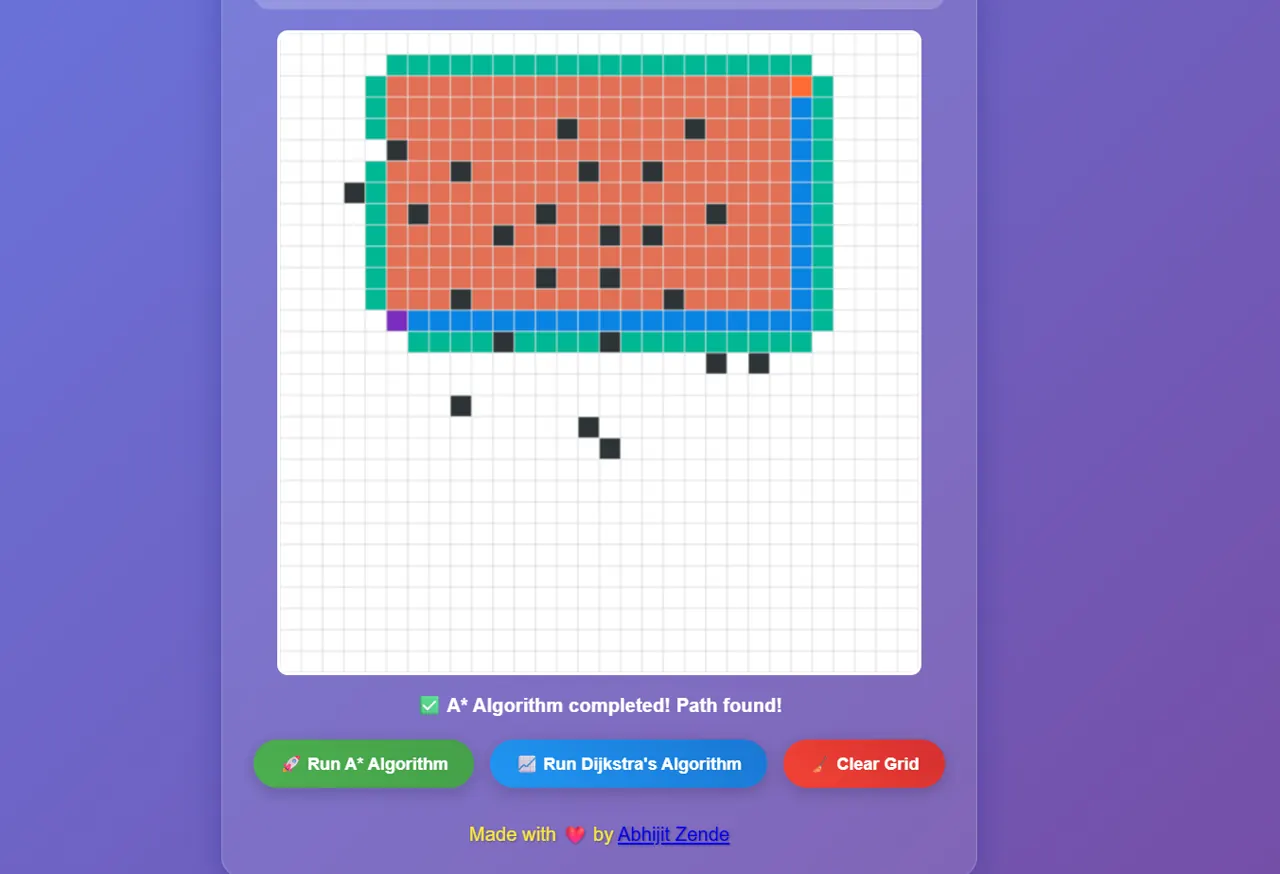 ✅ A* Algorithm completed! Path found!
🚀 Run A* Algorithm
📈 Run Dijkstra's Algorithm
🧹 Clear Grid
Made with 💖 by Abhijit Zende